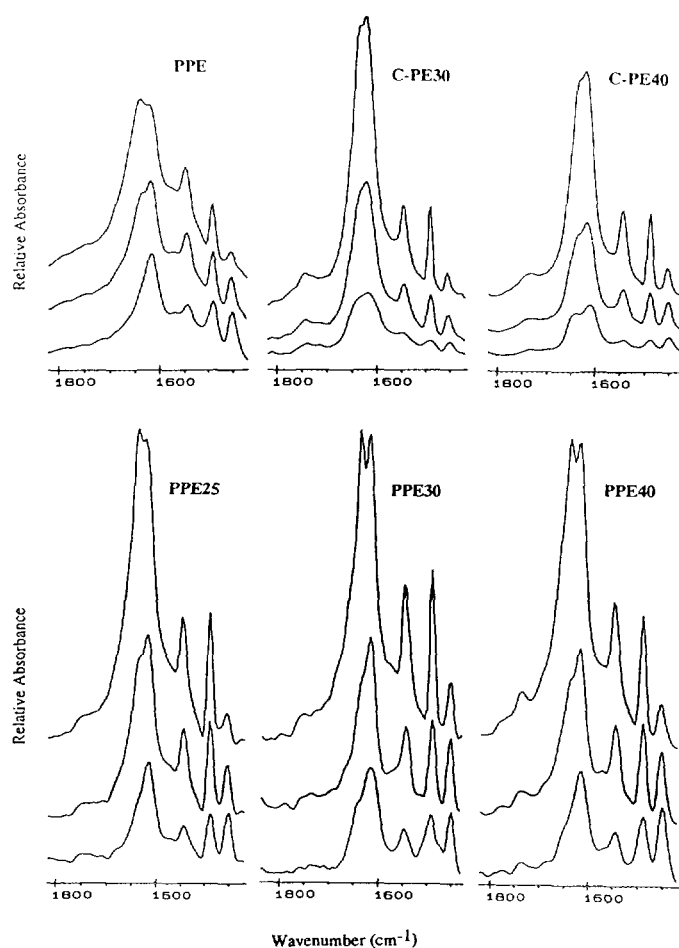 PPE
C-PE30
C-PE40
Relative Absorbance
1800 1600 1800 1600 1800 1600
PPE25
PPE30
PPE40
Relative Absorbance
1800 1600 1800 1600 1800 1600
Wavenumber (cm-1)